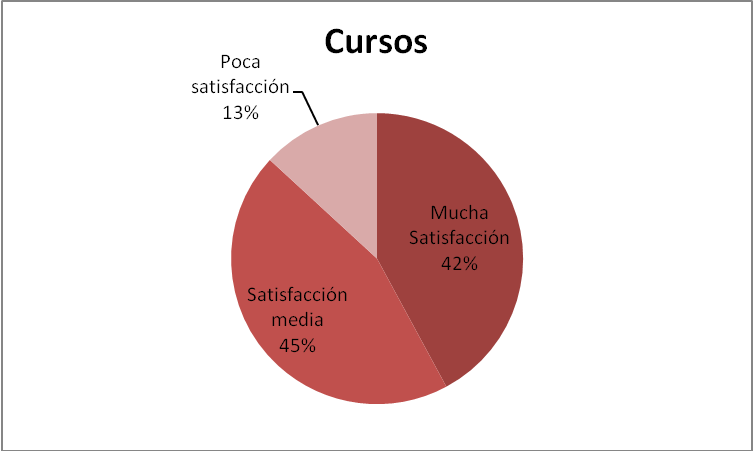 Cursos
Poca
satisfacción
13%
Mucha
Satisfacción
42%
Satisfacción
media
45%